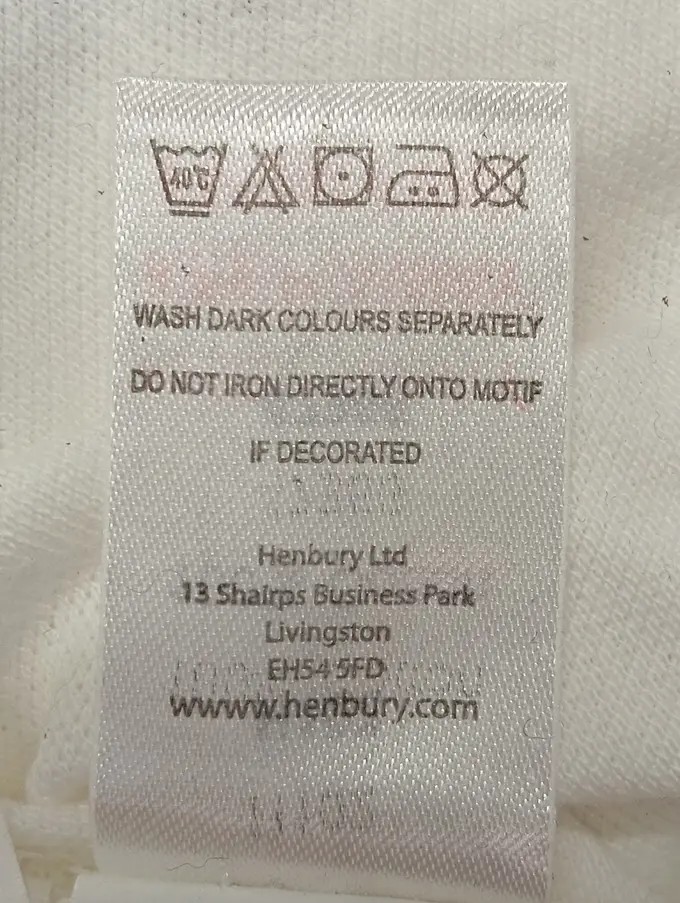 40°C
WASH DARK COLOURS SEPARATELY
DO NOT IRON DIRECTLY ONTO MOTIF
IF DECORATED
Henbury Ltd
13 Shairps Business Park
Livingston
EH54 5FD
www.henbury.com